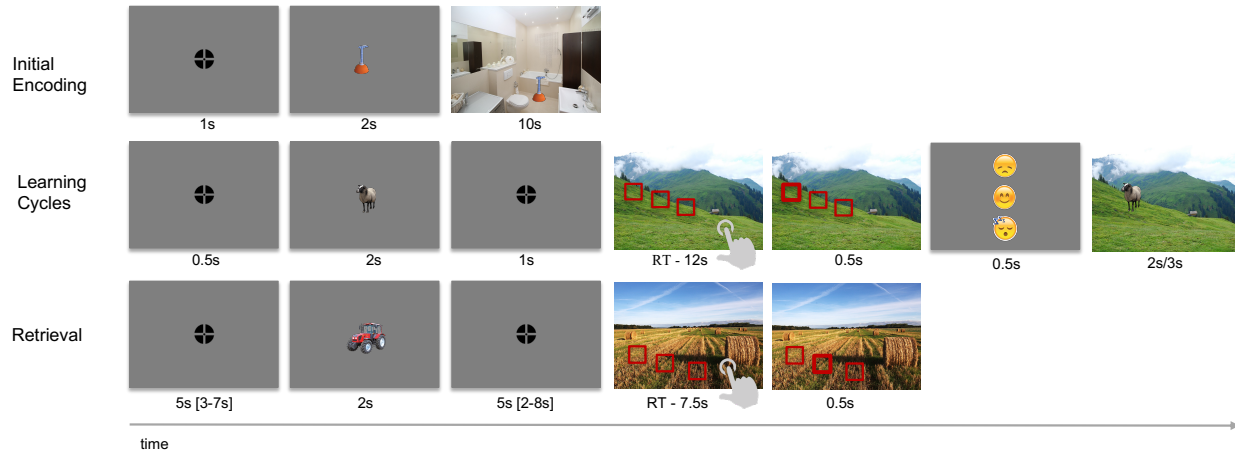 Initial
Encoding
1s
2s
10s
Learning
Cycles
0.5s
2s
1s
RT - 12s
0.5s
0.5s
2s/3s
Retrieval
5s [3-7s]
2s
5s [2-8s]
RT - 7.5s
0.5s
time